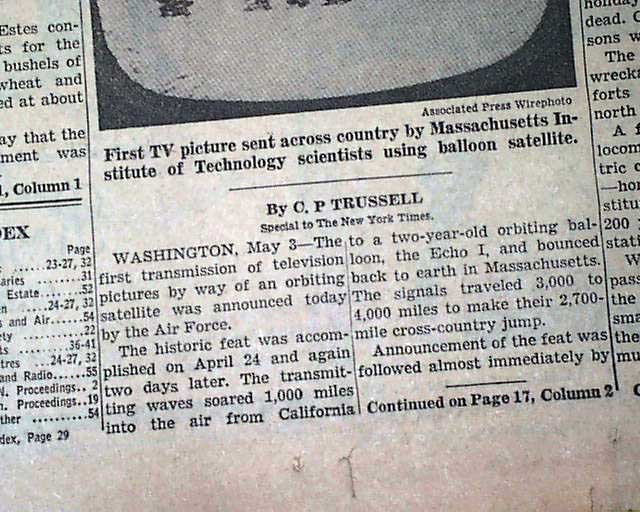 Estes con-
ts for the
bushels of
wheat and
ed at about
ay that the
ment was
1, Column 1
EX
Page
23-27, 32
aries 31
Estate 52
en 24-27, 32
s and Air 54
ety 22
ts 36-41
tres 24-27, 32
and Radio 55
N. Proceedings.. 2
n. Proceedings..19
ther 54
dex, Page 29
Associated Press Wirephoto
First TV picture sent across country by Massachusetts In-
stitute of Technology scientists using balloon satellite.
By C. P TRUSSELL
Special to The New York Times.
WASHINGTON, May 3—The
first transmission of television
pictures by way of an orbiting
satellite was announced today
by the Air Force.
The historic feat was accom-
plished on April 24 and again
two days later. The transmit-
ting waves soared 1,000 miles
into the air from California
to a two-year-old orbiting bal-
loon, the Echo I, and bounced
back to earth in Massachusetts.
The signals traveled 3,000 to
4,000 miles to make their 2,700-
mile cross-country jump.
Announcement of the feat was
followed almost immediately by
Continued on Page 17, Column 2
holiday
dead. C
sons w
The
wrecka
forts
north
A f
locom
tric c
—hor
stitu
200
stati
W
pass
the
sma
the
mu